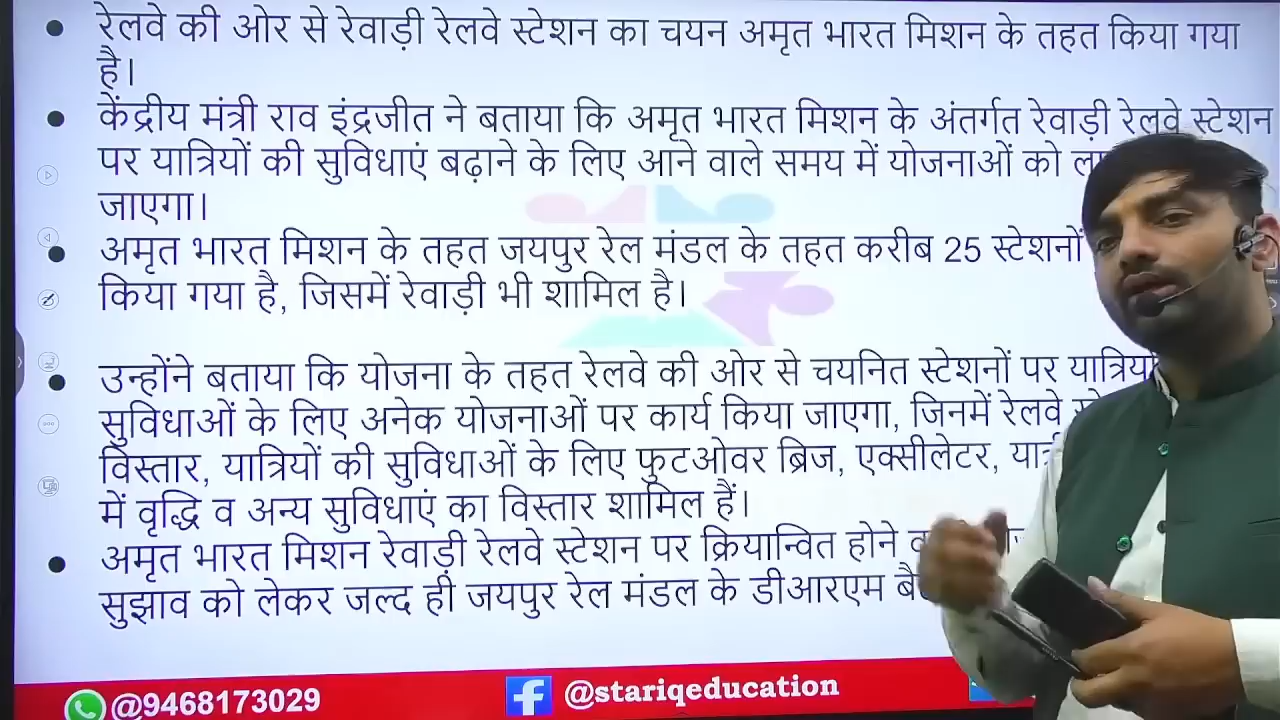 रेलवे की ओर से रेवाड़ी रेलवे स्टेशन का चयन अमृत भारत मिशन के तहत किया गया
है।
केंद्रीय मंत्री राव इंद्रजीत ने बताया कि अमृत भारत मिशन के अंतर्गत रेवाड़ी रेलवे स्टेशन
पर यात्रियों की सुविधाएं बढ़ाने के लिए आने वाले समय में योजनाओं को
जाएगा।
अमृत भारत मिशन के तहत जयपुर रेल मंडल के तहत करीब 25 स्टेशनों
किया गया है, जिसमें रेवाड़ी भी शामिल है।
उन्होंने बताया कि योजना के तहत रेलवे की ओर से चयनित स्टेशनों पर
सुविधाओं के लिए अनेक योजनाओं पर कार्य किया जाएगा, जिनमें रेलवे
विस्तार, यात्रियों की सुविधाओं के लिए फुटओवर ब्रिज, एक्सीलेटर,
में वृद्धि व अन्य सुविधाएं का विस्तार शामिल हैं।
अमृत भारत मिशन रेवाड़ी रेलवे स्टेशन पर क्रियान्वित होने
सुझाव को लेकर जल्द ही जयपुर रेल मंडल के डीआरएम
@9468173029
@stariqeducation